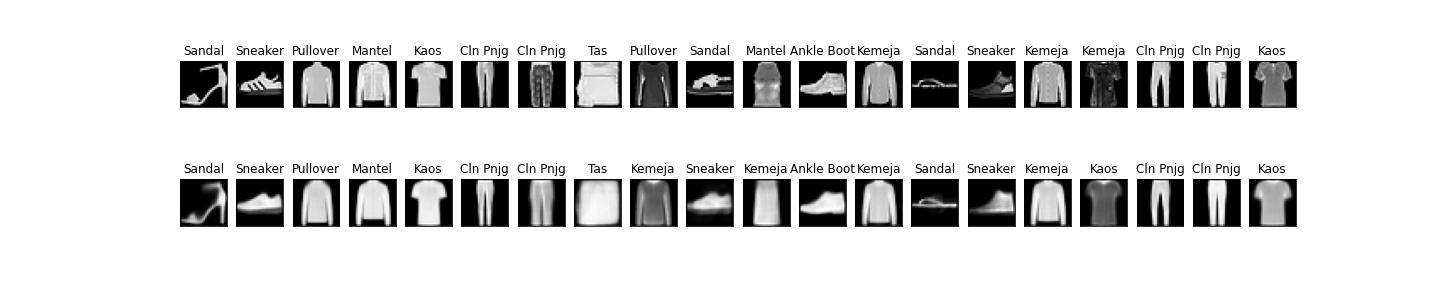 Sandal Sneaker Pullover Mantel Kaos Cln Pnjg Cln Pnjg Tas Pullover Sandal Mantel Ankle Boot Kemeja Sandal Sneaker Kemeja Kemeja Cln Pnjg Cln Pnjg Kaos
Sandal Sneaker Pullover Mantel Kaos Cln Pnjg Cln Pnjg Tas Kemeja Sneaker Kemeja Ankle Boot Kemeja Sandal Sneaker Kemeja Kaos Cln Pnjg Cln Pnjg Kaos